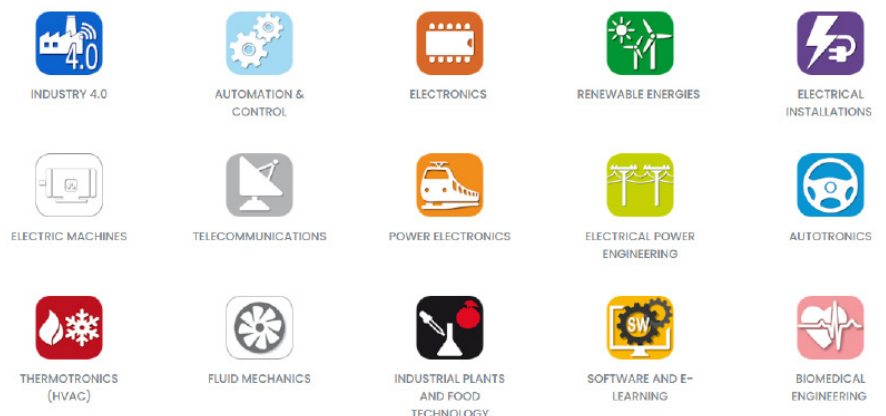 4.0
INDUSTRY 4.0
AUTOMATION &
CONTROL
ELECTRONICS
RENEWABLE ENERGIES
ELECTRICAL
INSTALLATIONS
ELECTRIC MACHINES
TELECOMMUNICATIONS
POWER ELECTRONICS
ELECTRICAL POWER
ENGINEERING
AUTOTRONICS
THERMOTRONICS
(HVAC)
FLUID MECHANICS
INDUSTRIAL PLANTS
AND FOOD
TECHNOLOGY
SW
SOFTWARE AND E-
LEARNING
BIOMEDICAL
ENGINEERING